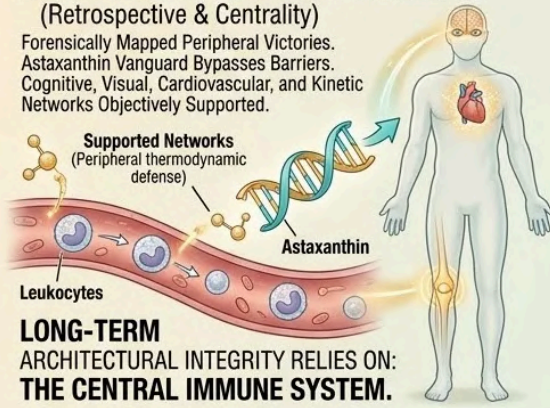 (Retrospective & Centrality)
Forensically Mapped Peripheral Victories.
Astaxanthin Vanguard Bypasses Barriers.
Cognitive, Visual, Cardiovascular, and Kinetic
Networks Objectively Supported.
Supported Networks
(Peripheral thermodynamic
defense)
Astaxanthin
Leukocytes
LONG-TERM
ARCHITECTURAL INTEGRITY RELIES ON:
THE CENTRAL IMMUNE SYSTEM.